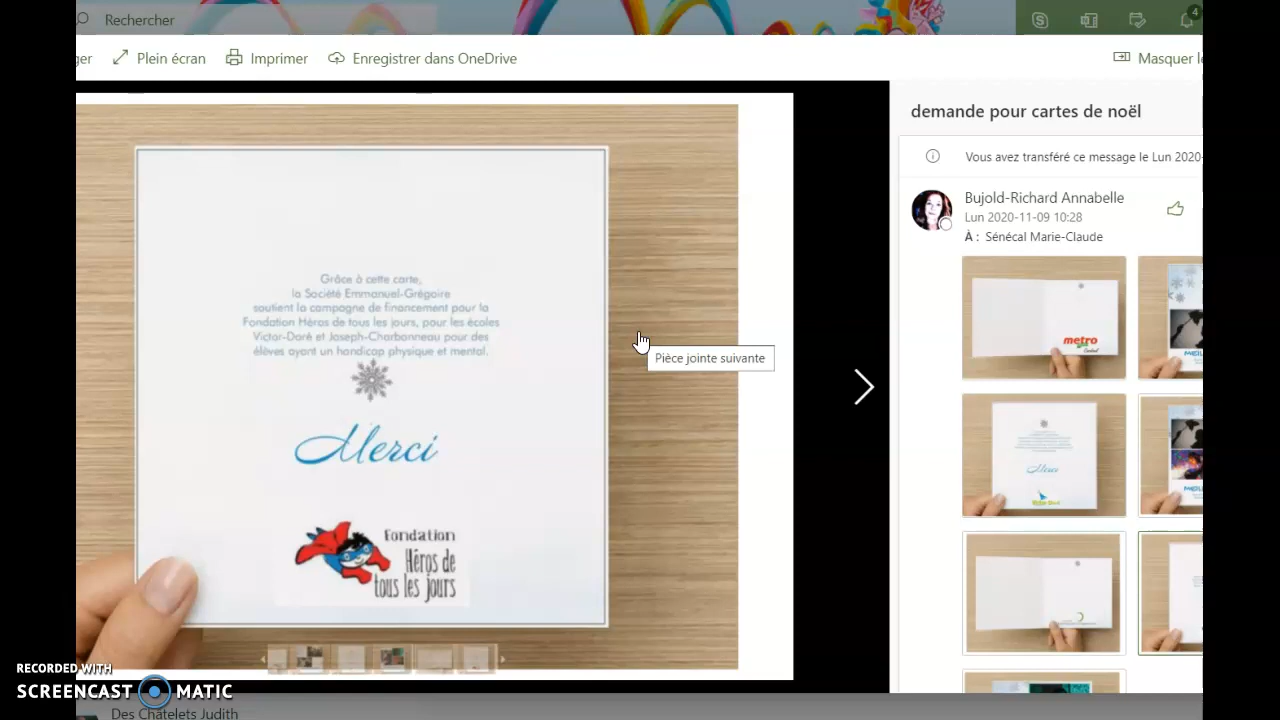 Rechercher
4
ger Plein écran Imprimer Enregistrer dans OneDrive Masquer le
demande pour cartes de noël
Vous avez transféré ce message le Lun 2020-
Bujold-Richard Annabelle
Lun 2020-11-09 10:28
À : Sénécal Marie-Claude
Grâce à cette carte,
la Société Emmanuel-Grégoire
soutient la campagne de financement pour la
Fondation Héros de tous les jours, pour les écoles
Victor-Doré et Joseph-Charbonneau pour des
élèves ayant un handicap physique et mental.
Merci
Fondation
Héros de
tous les jours
Pièce jointe suivante
metro
Merci
RECORDED WITH
SCREENCAST MATIC
Des Châtelets Judith